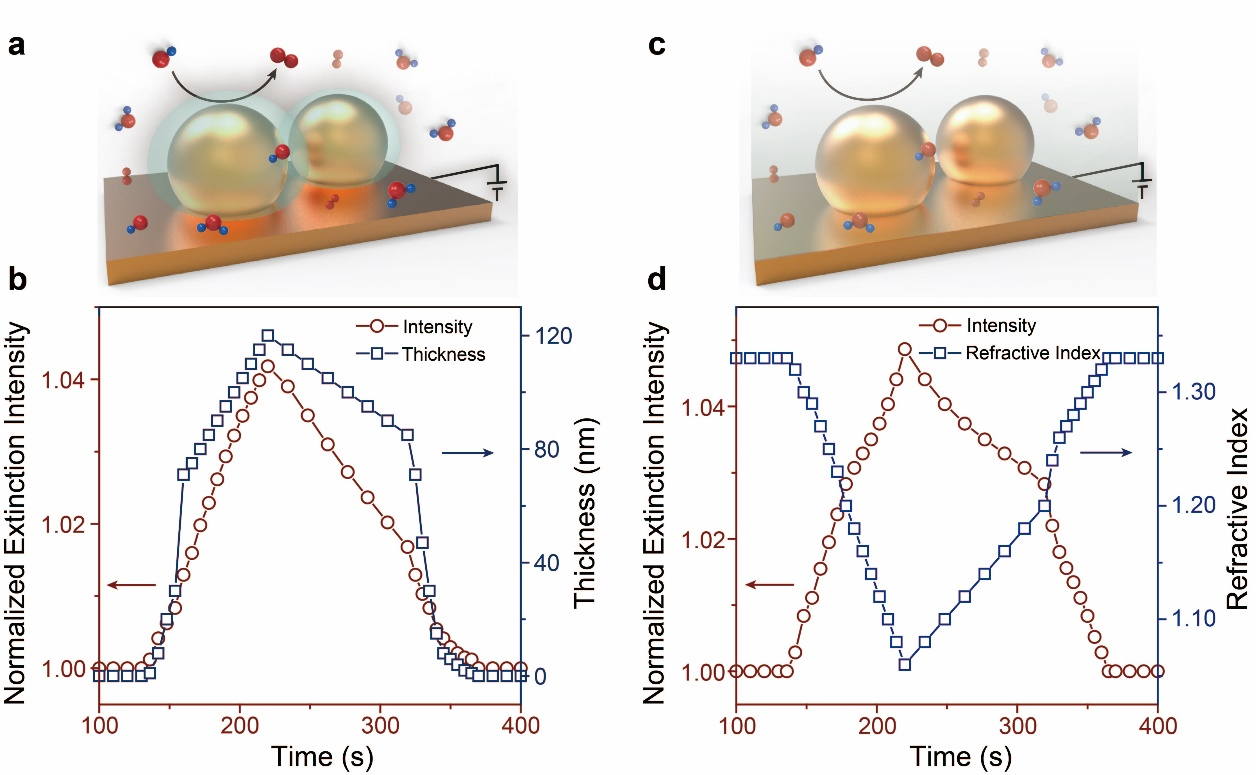 a
c
b
Normalized Extinction Intensity
1.04
1.02
1.00
Intensity
Thickness
120
80
40
0
Thickness (nm)
100
200
300
400
Time (s)
d
Normalized Extinction Intensity
1.04
1.02
1.00
Intensity
Refractive Index
1.30
1.20
1.10
Refractive Index
100
200
300
400
Time (s)